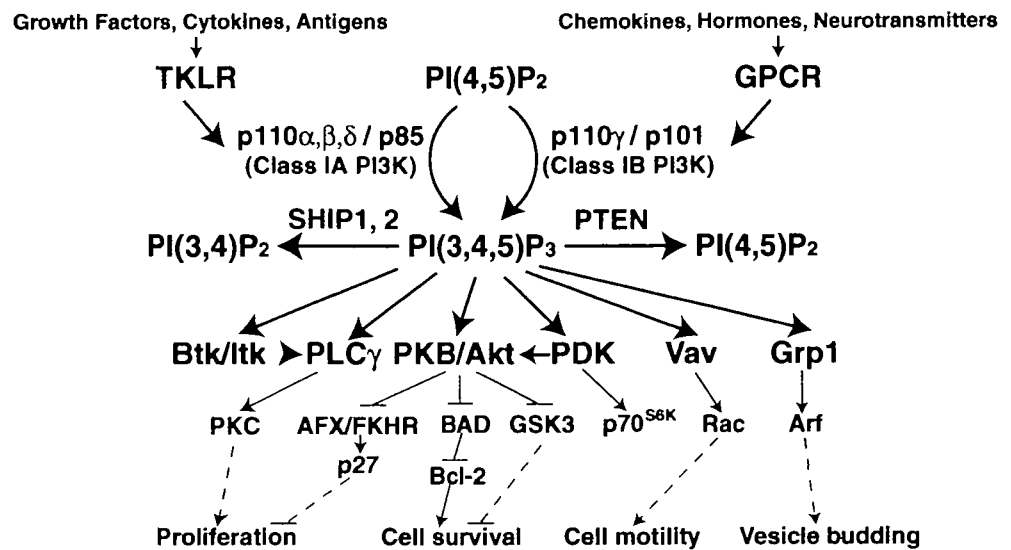 Growth Factors, Cytokines, Antigens
Chemokines, Hormones, Neurotransmitters
TKLR
PI(4,5)P2
GPCR
p110α,β,δ / p85
(Class IA PI3K)
p110γ / p101
(Class IB PI3K)
SHIP1, 2
PTEN
PI(3,4)P2
PI(3,4,5)P3
PI(4,5)P2
Btk/Itk
PLCγ
PKB/Akt
PDK
Vav
Grp1
PKC
AFX/FKHR
BAD
GSK3
p70S6K
Rac
Arf
p27
Bcl-2
Proliferation
Cell survival
Cell motility
Vesicle budding